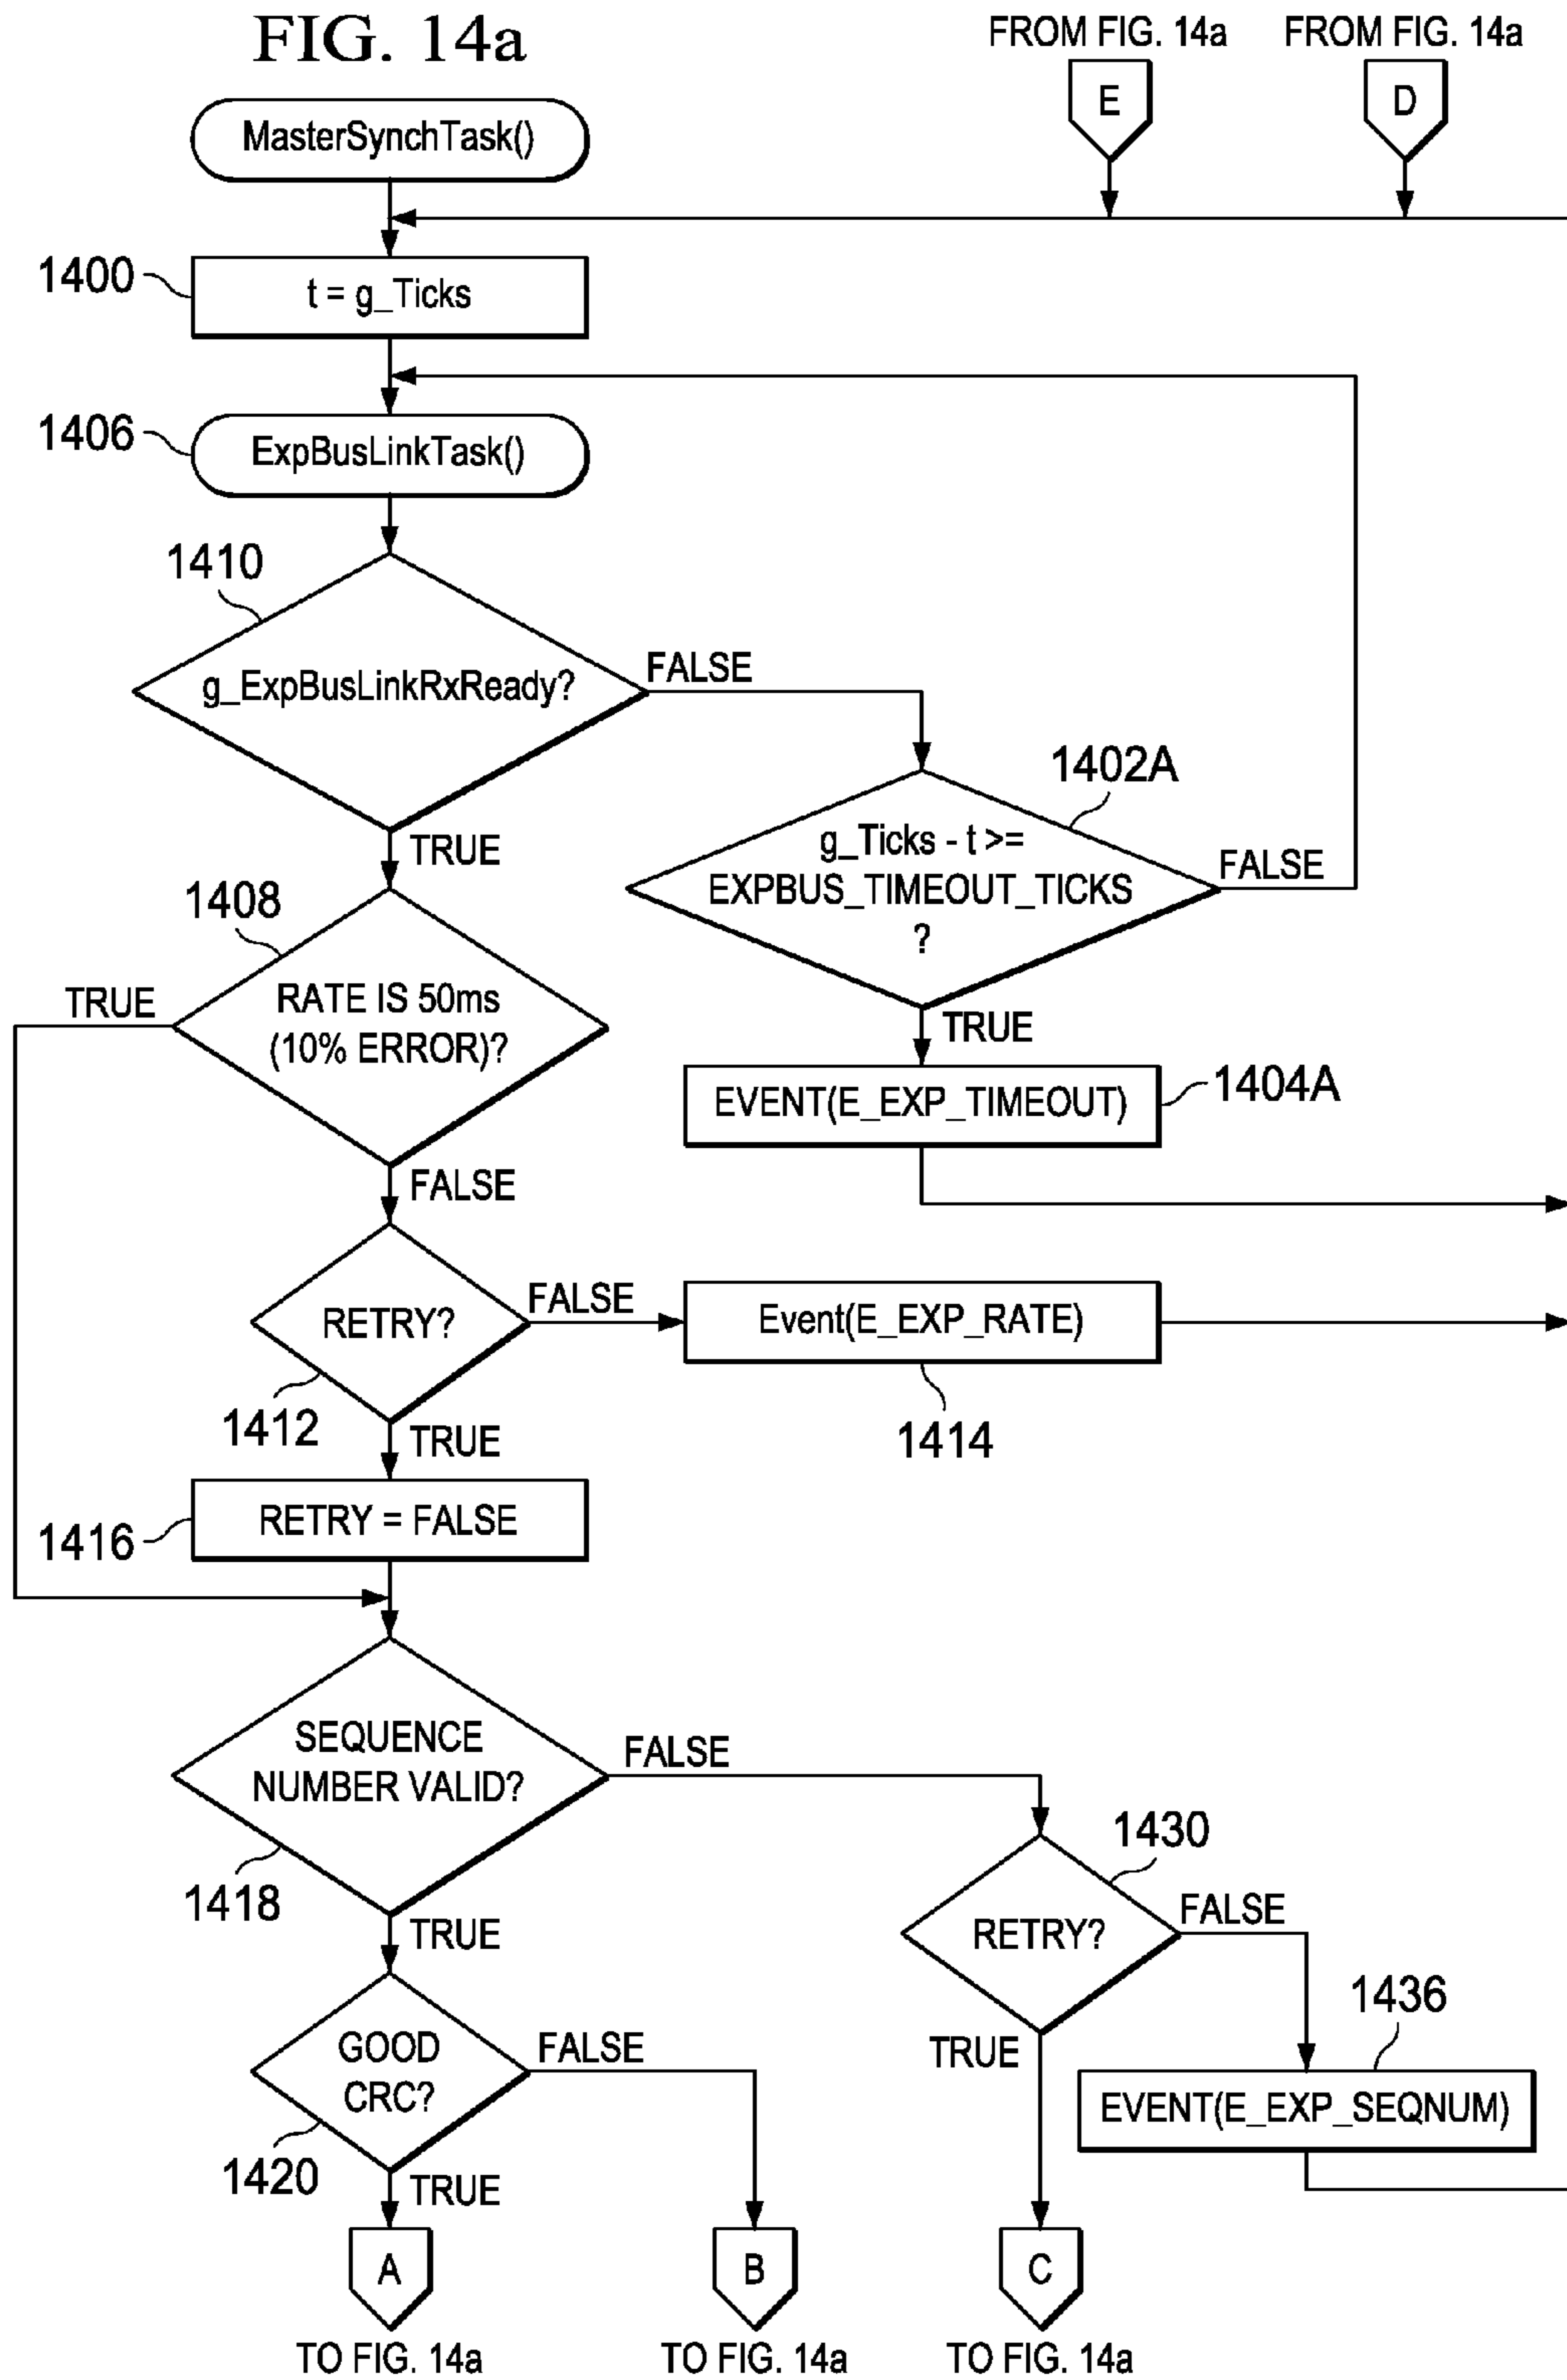 FIG. 14a
FROM FIG. 14a
FROM FIG. 14a
E
D
MasterSynchTask()
1400
t = g_Ticks
1406
ExpBusLinkTask()
1410
g_ExpBusLinkRxReady?
FALSE
TRUE
1402A
g_Ticks - t >=
EXPBUS_TIMEOUT_TICKS
?
FALSE
TRUE
1404A
EVENT(E_EXP_TIMEOUT)
1408
TRUE
RATE IS 50ms
(10% ERROR)?
FALSE
RETRY?
FALSE
1412
TRUE
Event(E_EXP_RATE)
1414
1416
RETRY = FALSE
SEQUENCE
NUMBER VALID?
FALSE
1418
TRUE
1430
RETRY?
FALSE
TRUE
1436
EVENT(E_EXP_SEQNUM)
GOOD
CRC?
FALSE
1420
TRUE
A
B
C
TO FIG. 14a
TO FIG. 14a
TO FIG. 14a